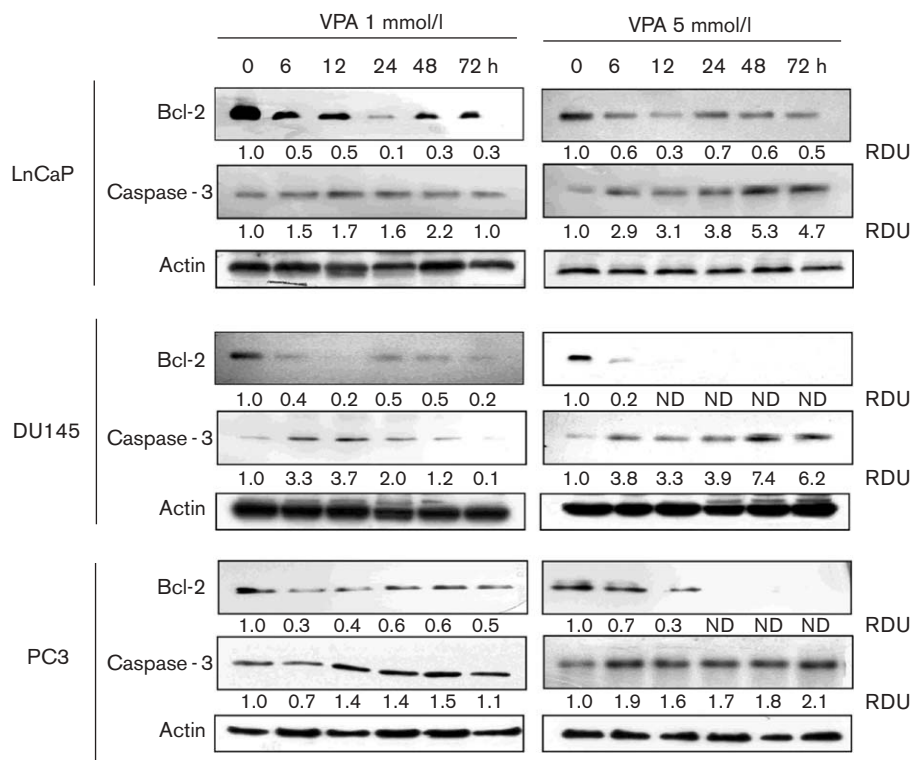 VPA 1 mmol/l VPA 5 mmol/l
0 6 12 24 48 72 h 0 6 12 24 48 72 h
LnCaP
Bcl-2
1.0 0.5 0.5 0.1 0.3 0.3 1.0 0.6 0.3 0.7 0.6 0.5 RDU
Caspase - 3
1.0 1.5 1.7 1.6 2.2 1.0 1.0 2.9 3.1 3.8 5.3 4.7 RDU
Actin
DU145
Bcl-2
1.0 0.4 0.2 0.5 0.5 0.2 1.0 0.2 ND ND ND ND RDU
Caspase - 3
1.0 3.3 3.7 2.0 1.2 0.1 1.0 3.8 3.3 3.9 7.4 6.2 RDU
Actin
PC3
Bcl-2
1.0 0.3 0.4 0.6 0.6 0.5 1.0 0.7 0.3 ND ND ND RDU
Caspase - 3
1.0 0.7 1.4 1.4 1.5 1.1 1.0 1.9 1.6 1.7 1.8 2.1 RDU
Actin